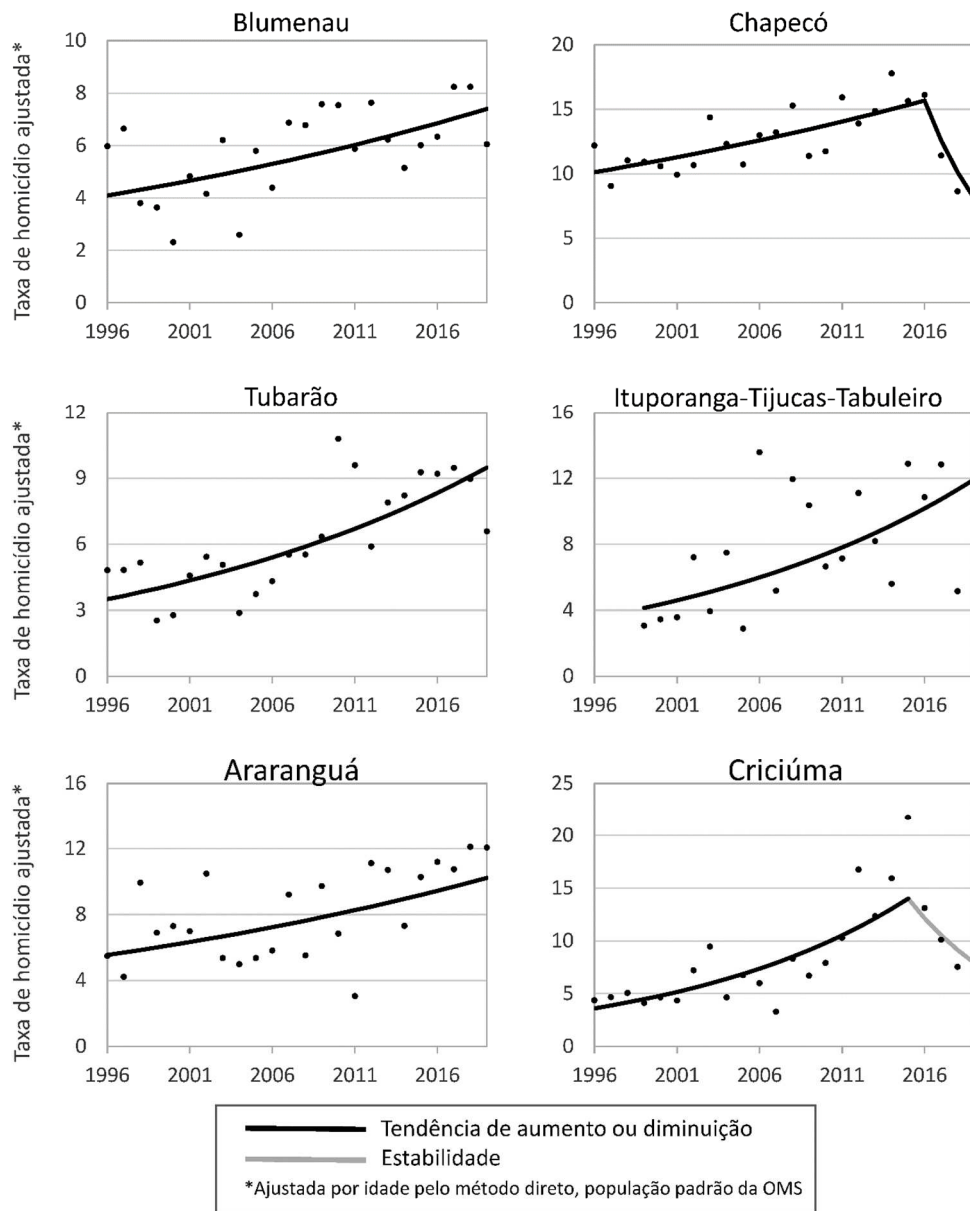 Blumenau
Chapecó
Taxa de homicídio ajustada*
10
8
6
4
2
0
1996 2001 2006 2011 2016
20
15
10
5
0
1996 2001 2006 2011 2016
Tubarão
Ituporanga-Tijucas-Tabuleiro
Taxa de homicídio ajustada*
12
9
6
3
0
1996 2001 2006 2011 2016
16
12
8
4
0
1996 2001 2006 2011 2016
Araranguá
Criciúma
Taxa de homicídio ajustada*
16
12
8
4
0
1996 2001 2006 2011 2016
25
20
15
10
5
0
1996 2001 2006 2011 2016
Tendência de aumento ou diminuição
Estabilidade
*Ajustada por idade pelo método direto, população padrão da OMS